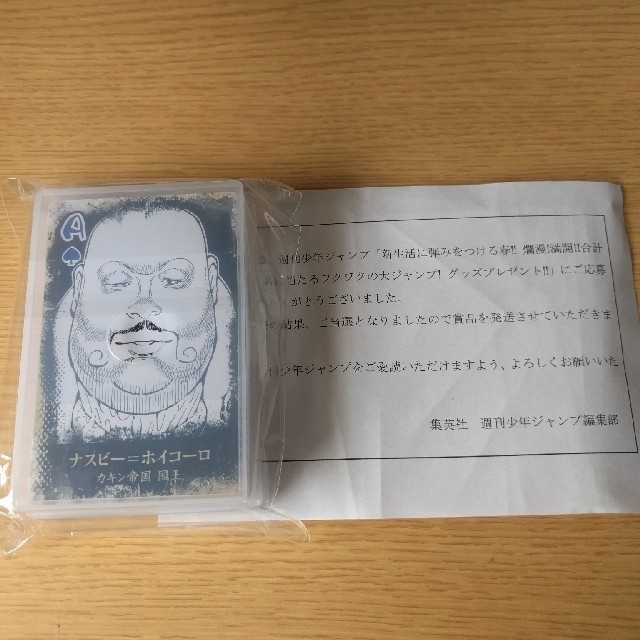 A
ナスビー=ホイコーロ
カキン帝国 国王
週刊少年ジャンプ「新生活に弾みをつける春!! 爛漫!満開!!合計
当たるワクワクの大ジャンプ! グッズプレゼント!!」にご応募
がとうございました。
の結果、ご当選となりましたので賞品を発送させていただきま
少年ジャンプをご愛読いただけますよう、よろしくお願いいた
集英社 週刊少年ジャンプ編集部